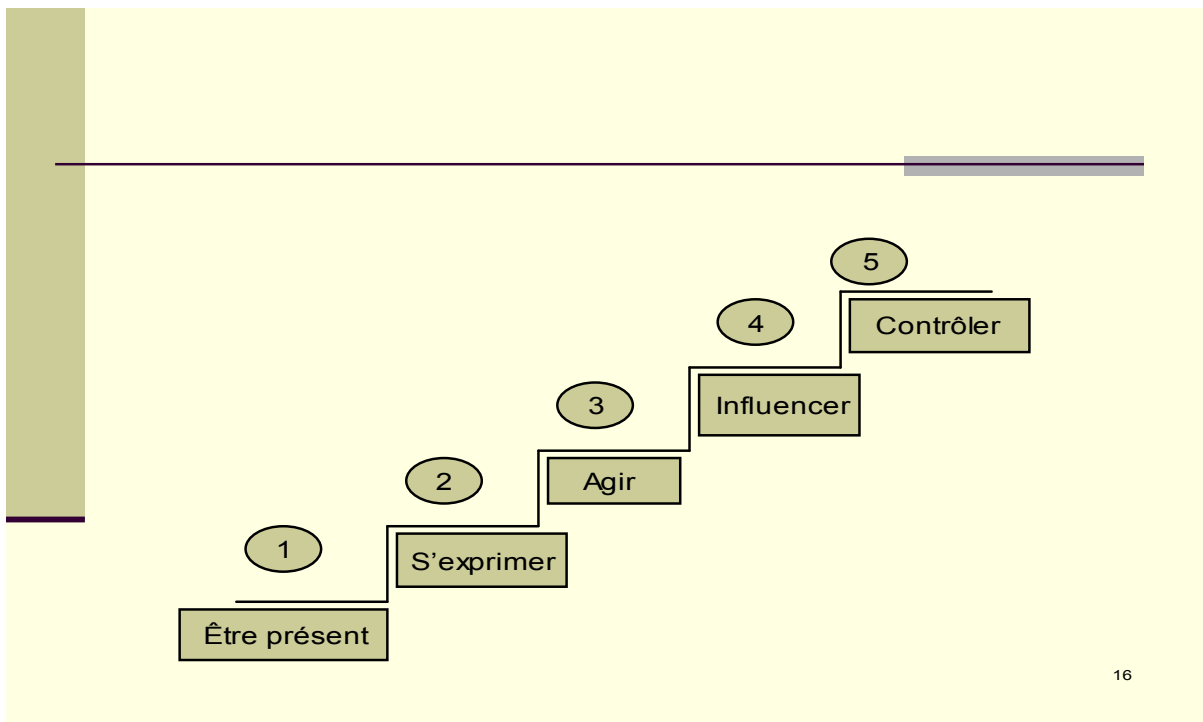 5
Contrôler
4
Influencer
3
Agir
2
S’exprimer
1
Être présent
16